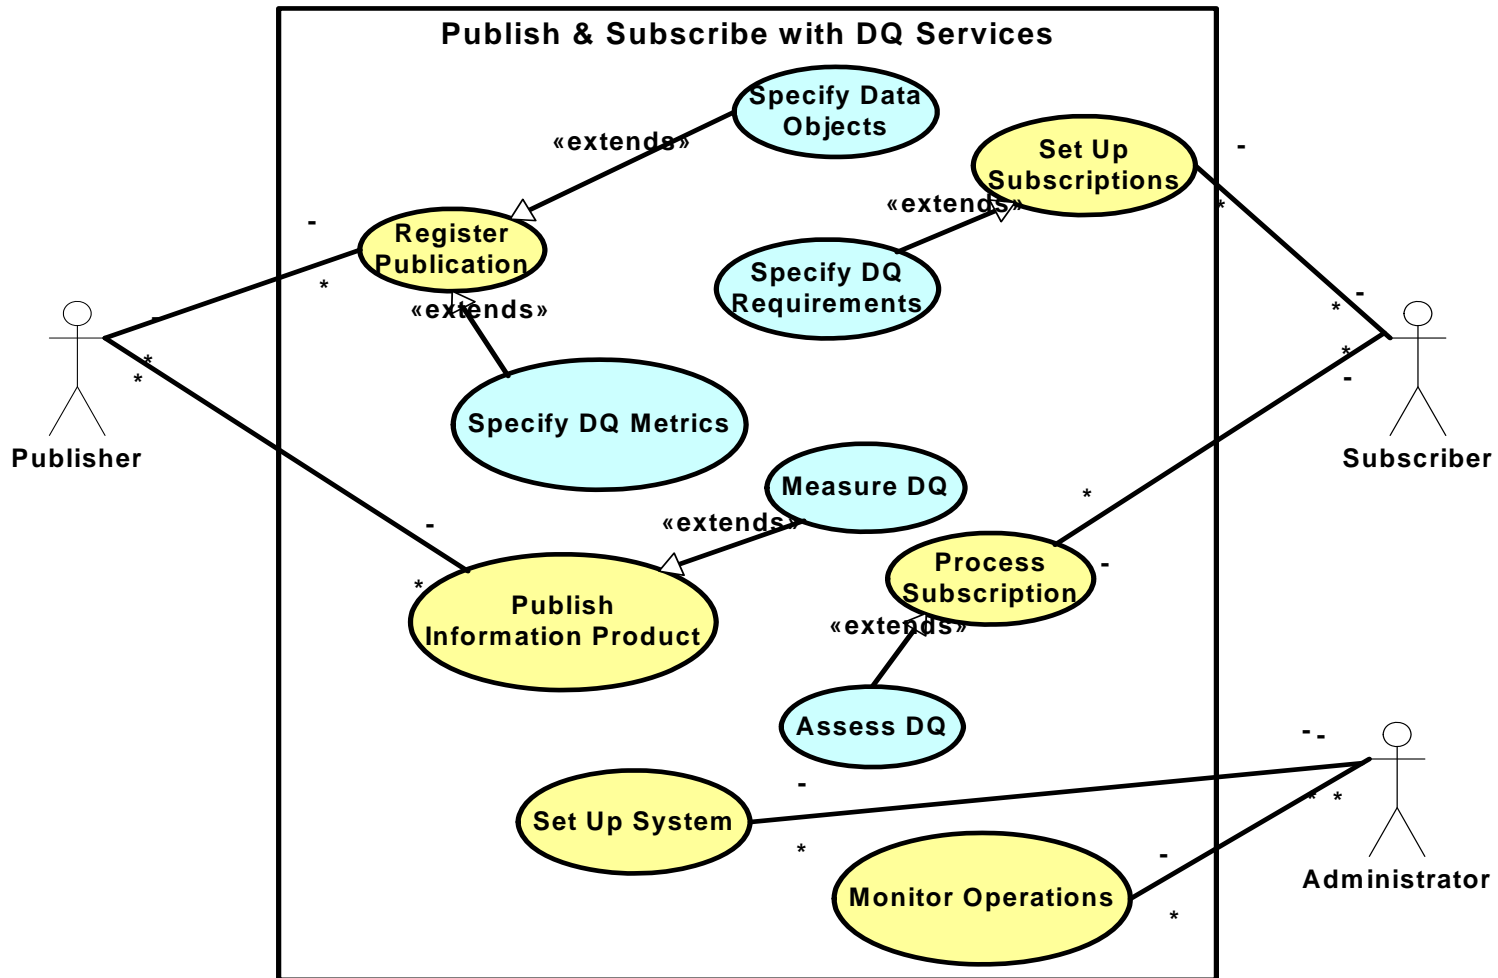 Publish & Subscribe with DQ Services
Specify Data
Objects
«extends»
Set Up
Subscriptions
-
*
«extends»
Register
Publication
-
*
Specify DQ
Requirements
«extends»
-
*
-
*
*
-
*
*
-
Publisher
Subscriber
Specify DQ Metrics
Measure DQ
«extends»
-
*
*
-
Process
Subscription
Publish
Information Product
«extends»
Assess DQ
- -
* *
-
*
Set Up System
-
*
Monitor Operations
Administrator